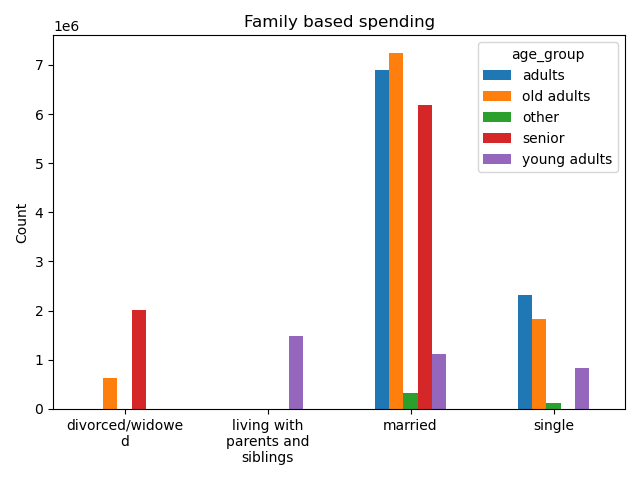 Family based spending
1e6
7
6
5
4
3
2
1
0
Count
age_group
adults
old adults
other
senior
young adults
divorced/widowe
d
living with
parents and
siblings
married
single